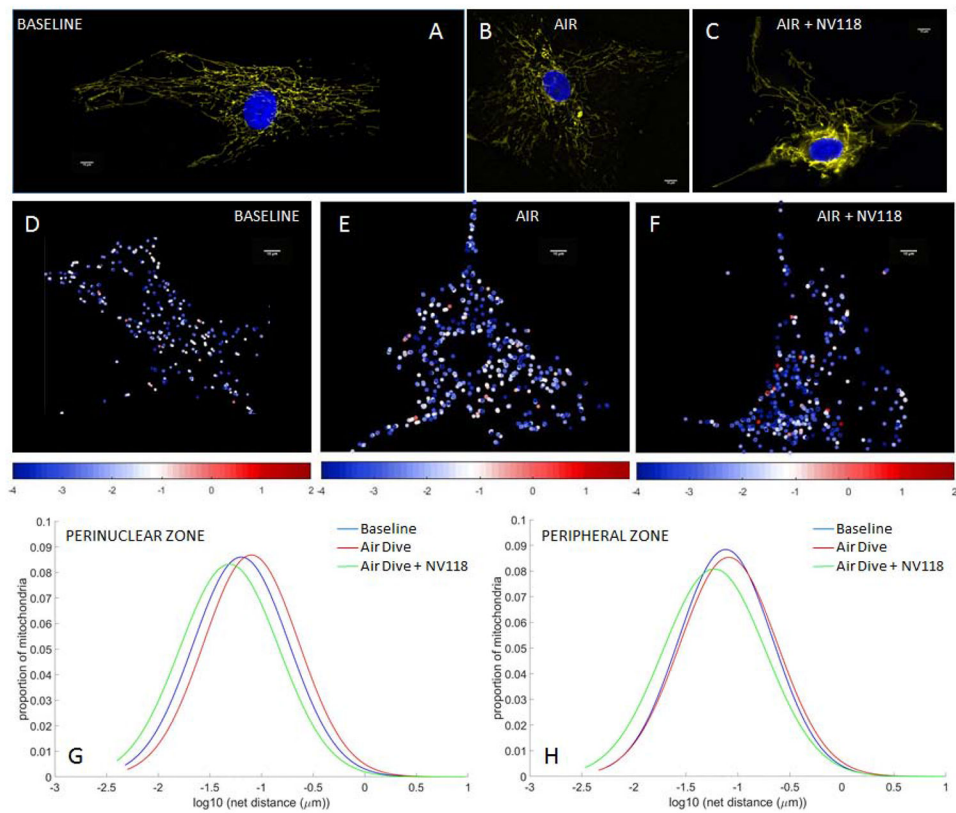 BASELINE
A
B
AIR
C
AIR + NV118
D
BASELINE
E
AIR
F
AIR + NV118
10 μm
10 μm
10 μm
-4 -3 -2 -1 0 1 2
-4 -3 -2 -1 0 1 2
-4 -3 -2 -1 0 1 2
PERINUCLEAR ZONE
Baseline
Air Dive
Air Dive + NV118
0.1
0.09
0.08
0.07
0.06
0.05
0.04
0.03
0.02
0.01
0
proportion of mitochondria
G
-2.5 -2 -1.5 -1 -0.5 0 0.5 1
log10 (net distance (μm))
PERIPHERAL ZONE
Baseline
Air Dive
Air Dive + NV118
0.1
0.09
0.08
0.07
0.06
0.05
0.04
0.03
0.02
0.01
0
proportion of mitochondria
H
-2.5 -2 -1.5 -1 -0.5 0 0.5 1
log10 (net distance (μm))